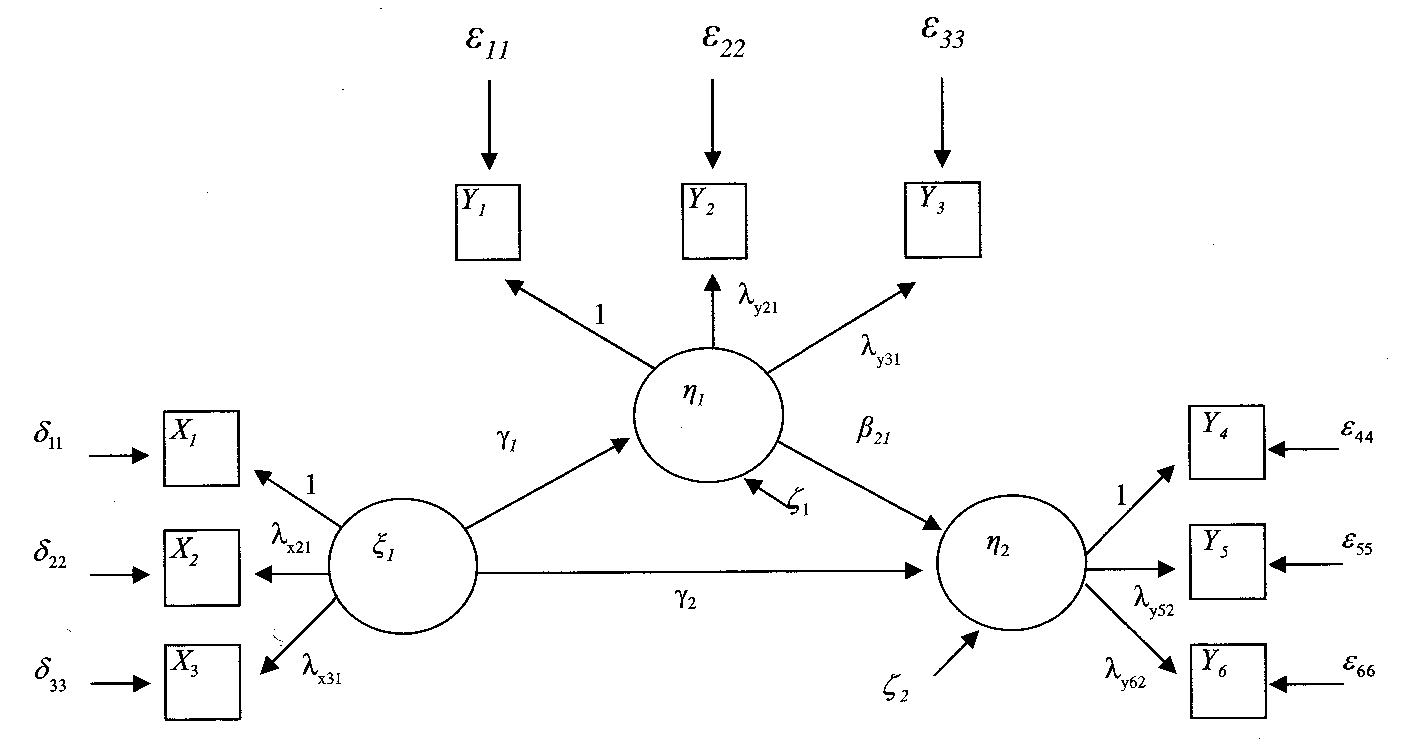 ε11 ε22 ε33
Y1 Y2 Y3
1 λy21 λy31
η1
δ11 X1 γ1 β21 Y4 ε44
1 ζ1 1
δ22 X2 λx21 ξ1 η2 Y5 ε55
γ2 λy52
δ33 X3 λx31 ζ2 λy62 Y6 ε66